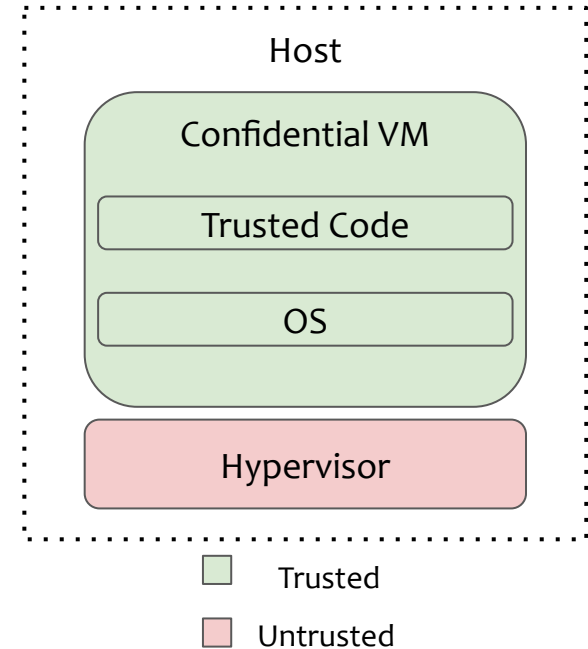 Host
Confidential VM
Trusted Code
OS
Hypervisor
Trusted
Untrusted